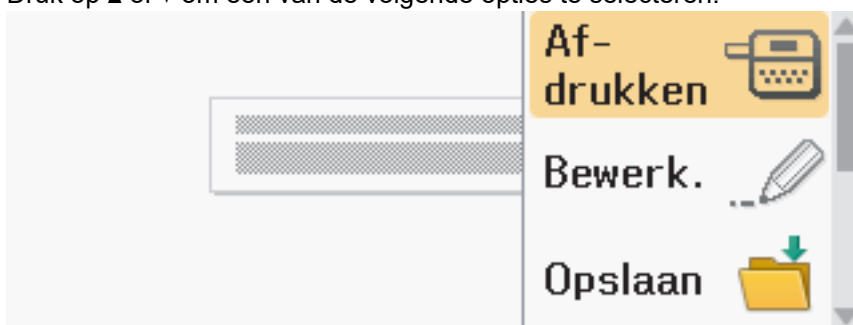 Druk op ▲ of ▼ om een van de volgende opties te selecteren:
Af-
drukken
Bewerk.
Opslaan